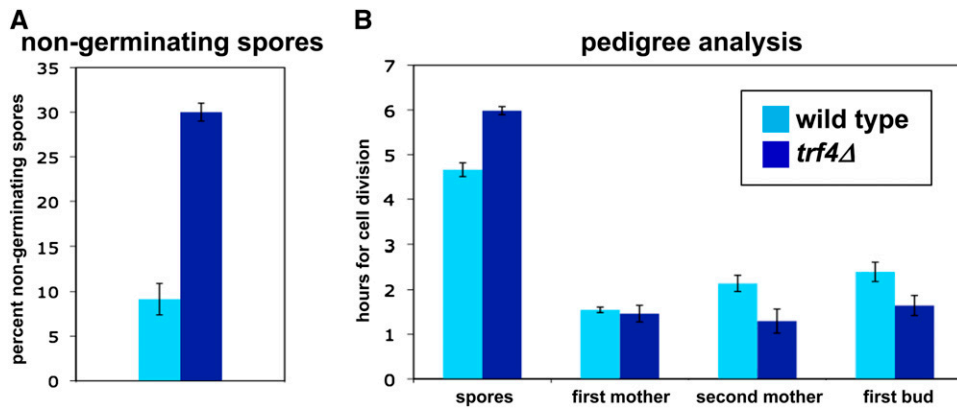 A
non-germinating spores
percent non-germinating spores
35
30
25
20
15
10
5
0
B
pedigree analysis
hours for cell division
7
6
5
4
3
2
1
0
wild type
trf4Δ
spores
first mother
second mother
first bud